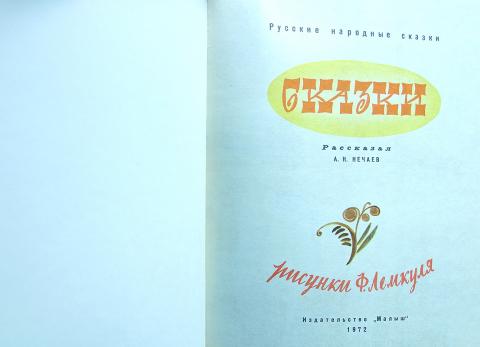 Русские народные сказки
СКАЗКИ
Рассказал
А. Н. НЕЧАЕВ
рисунки Ф. Лемкуля
Издательство „Малыш"
1972